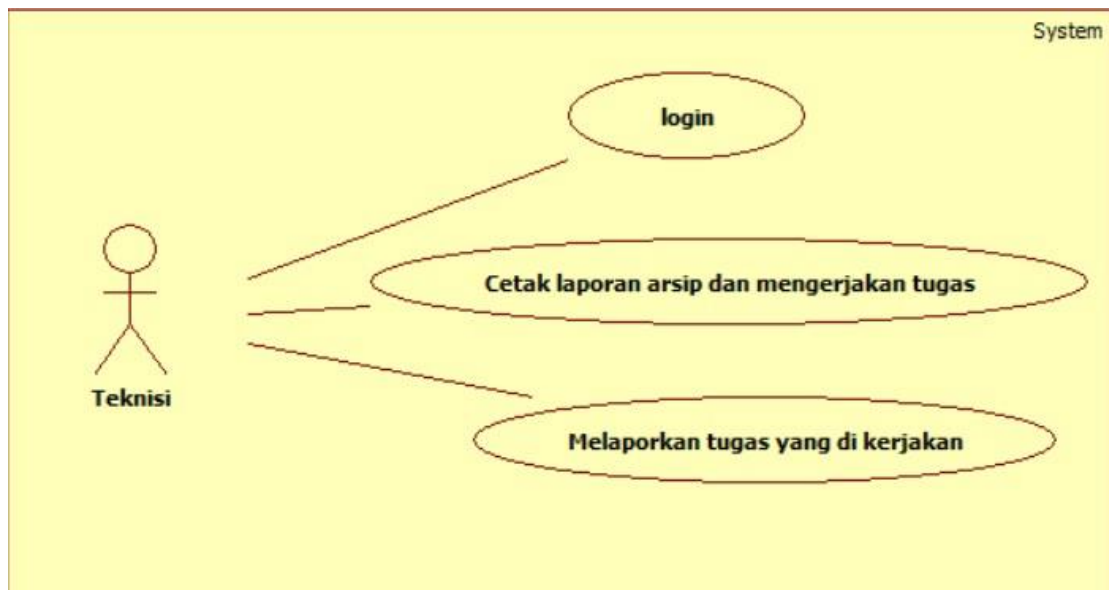 System
login
Cetak laporan arsip dan mengerjakan tugas
Teknisi
Melaporkan tugas yang di kerjakan